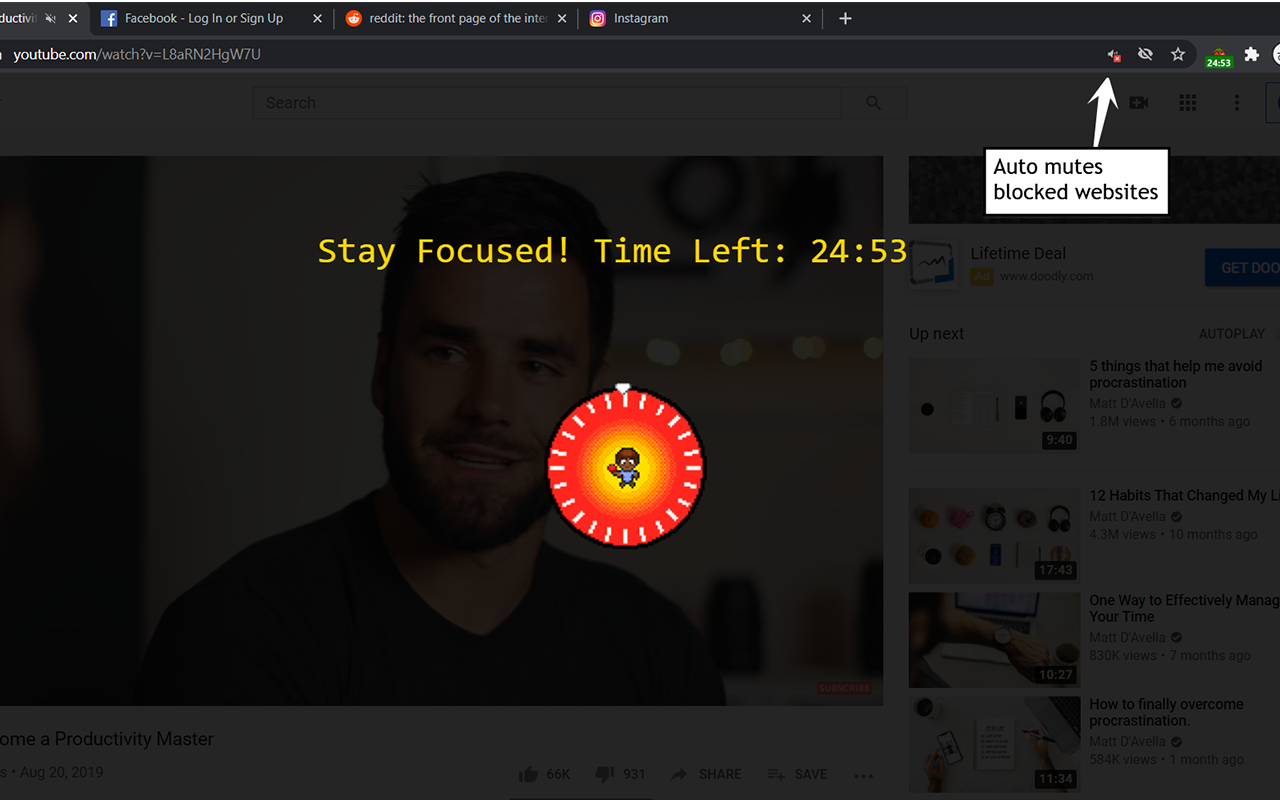 ductivit
Facebook - Log In or Sign Up
reddit: the front page of the inter
Instagram
youtube.com/watch?v=L8aRN2HgW7U
24:53
Search
Auto mutes
blocked websites
Stay Focused! Time Left: 24:53
Lifetime Deal
Ad www.doodly.com
GET DOO
Up next
AUTOPLAY
5 things that help me avoid
procrastination
Matt D'Avella
1.8M views • 6 months ago
9:40
12 Habits That Changed My L
Matt D'Avella
4.3M views • 10 months ago
17:43
One Way to Effectively Manag
Your Time
Matt D'Avella
830K views • 7 months ago
10:27
How to finally overcome
procrastination.
Matt D'Avella
584K views • 1 month ago
11:34
SUBSCRIBE
ome a Productivity Master
s • Aug 20, 2019
66K
931
SHARE
SAVE